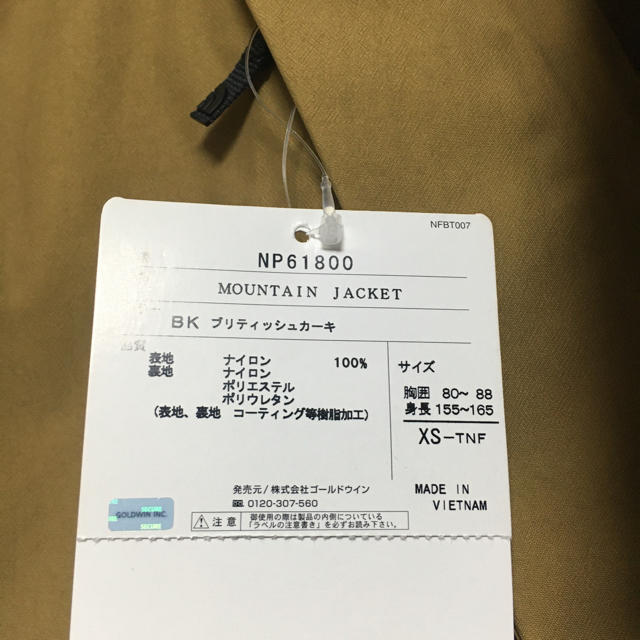 NFBT007
NP61800
MOUNTAIN JACKET
BK ブリティッシュカーキ
品質
表地 ナイロン 100%
裏地 ナイロン
ポリエステル
ポリウレタン
(表地、裏地 コーティング等樹脂加工)
サイズ
胸囲 80~ 88
身長 155~165
XS-TNF
発売元/株式会社ゴールドウイン
0120-307-560
MADE IN
VIETNAM
SECURE
GOLDWIN INC.
SECURE
注意
御使用の際は製品の内側についている
「ラベルの注意書き」を必ずお読み下さい。